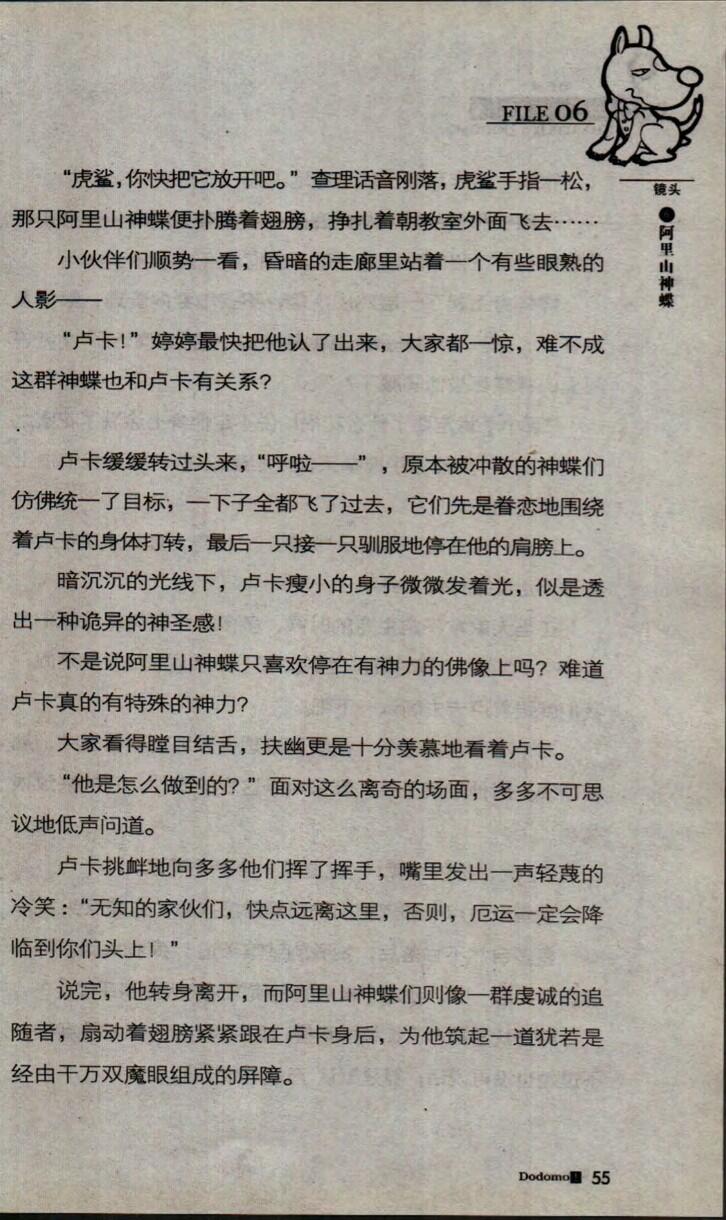 FILE 06
镜头
阿里山神蝶
“虎鲨，你快把它放开吧。”查理话音刚落，虎鲨手指一松，
那只阿里山神蝶便扑腾着翅膀，挣扎着朝教室外面飞去……
小伙伴们顺势一看，昏暗的走廊里站着一个有些眼熟的
人影——
“卢卡！”婷婷最快把他认了出来，大家都一惊，难不成
这群神蝶也和卢卡有关系？
卢卡缓缓转过头来，“呼啦——”，原本被冲散的神蝶们
仿佛统一了目标，一下子全都飞了过去，它们先是眷恋地围绕
着卢卡的身体打转，最后一只接一只驯服地停在他的肩膀上。
暗沉沉的光线下，卢卡瘦小的身子微微发着光，似是透
出一种诡异的神圣感！
不是说阿里山神蝶只喜欢停在有神力的佛像上吗？难道
卢卡真的有特殊的神力？
大家看得瞠目结舌，扶幽更是十分羡慕地看着卢卡。
“他是怎么做到的？”面对这么离奇的场面，多多不可思
议地低声问道。
卢卡挑衅地向多多他们挥了挥手，嘴里发出一声轻蔑的
冷笑：“无知的家伙们，快点远离这里，否则，厄运一定会降
临到你们头上！”
说完，他转身离开，而阿里山神蝶们则像一群虔诚的追
随者，扇动着翅膀紧紧跟在卢卡身后，为他筑起一道犹若是
经由千万双魔眼组成的屏障。
Dodomo! 55